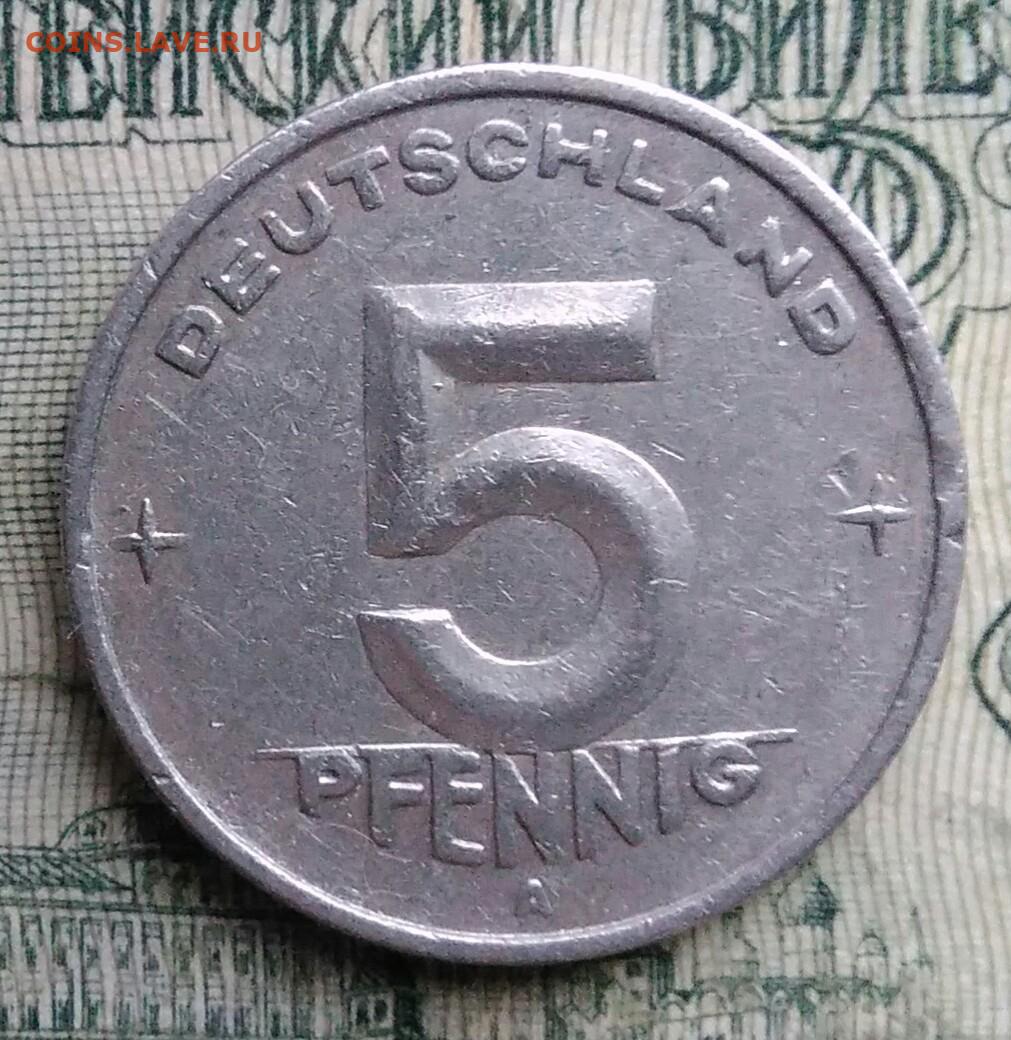 COINS.LAVE.RU
DEUTSCHLAND
5
PFENNIG
A